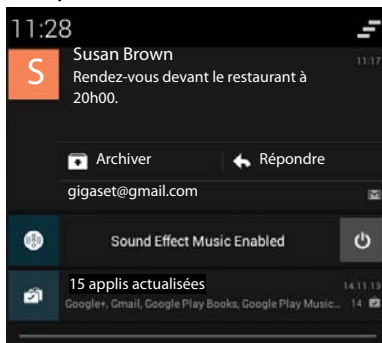 11:28
S
Susan Brown
11:17
Rendez-vous devant le restaurant à
20h00.
Archiver
Répondre
gigaset@gmail.com
Sound Effect Music Enabled
15 applis actualisées
14.11.13
Google+, Gmail, Google Play Books, Google Play Music...
14